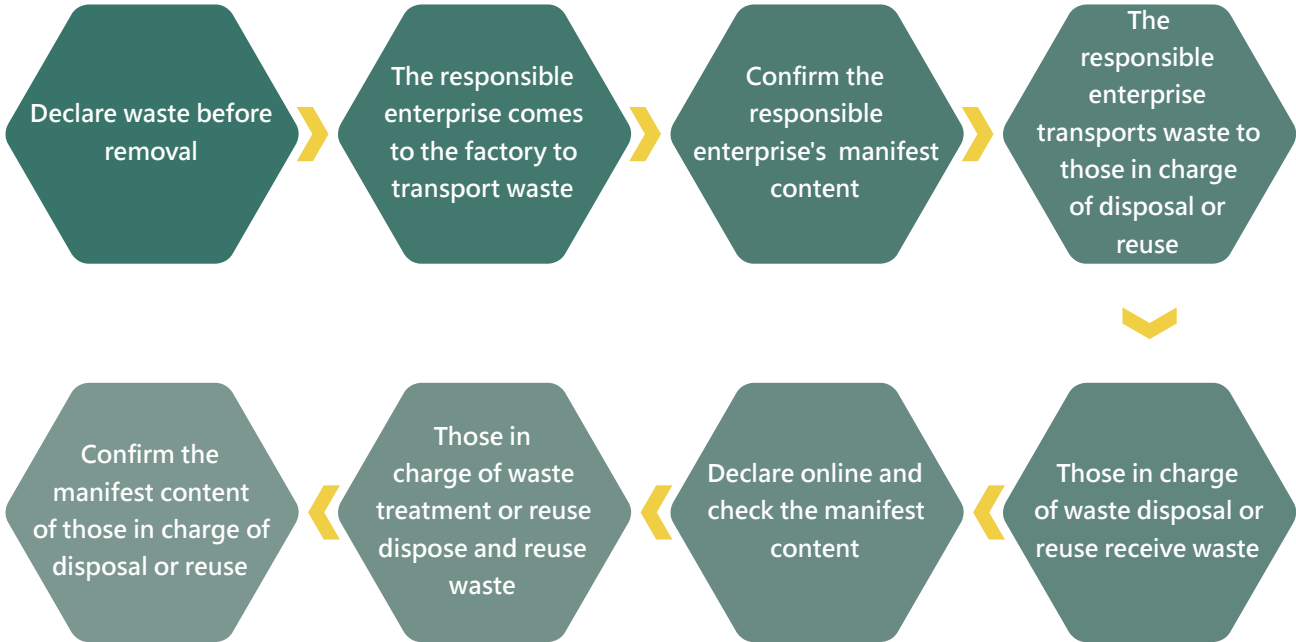 Declare waste before
removal
The responsible
enterprise comes
to the factory to
transport waste
Confirm the
responsible
enterprise's manifest
content
The
responsible
enterprise
transports waste to
those in charge
of disposal or
reuse
Those in charge
of waste disposal or
reuse receive waste
Declare online and
check the manifest
content
Those in
charge of waste
treatment or reuse
dispose and reuse
waste
Confirm the
manifest content
of those in charge of
disposal or reuse